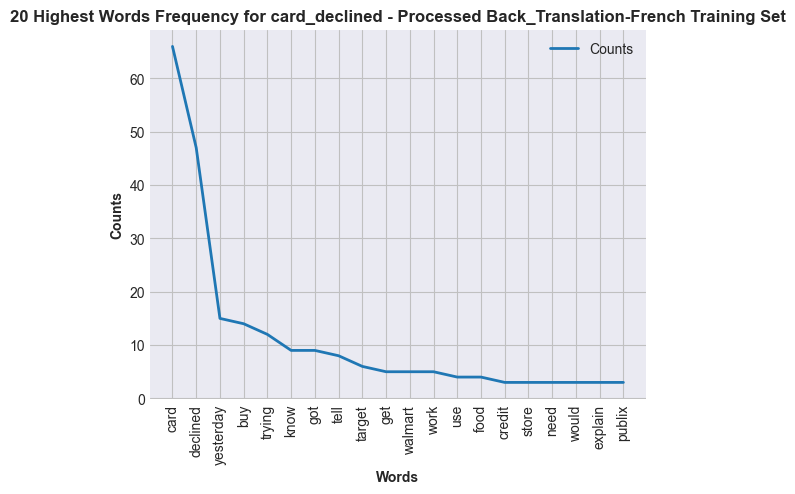 20 Highest Words Frequency for card_declined - Processed Back_Translation-French Training Set
Counts
60
50
40
30
20
10
0
Counts
card
declined
yesterday
buy
trying
know
got
tell
target
get
walmart
work
use
food
credit
store
need
would
explain
publix
Words